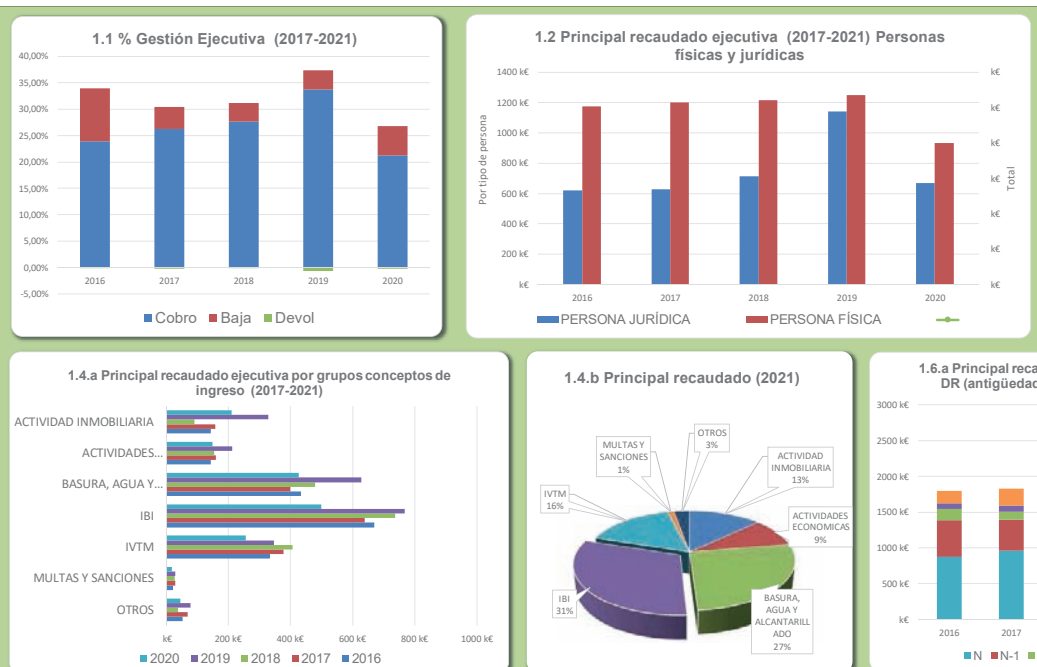 1.1 % Gestión Ejecutiva (2017-2021)
40,00%
35,00%
30,00%
25,00%
20,00%
15,00%
10,00%
5,00%
0,00%
-5,00%
2016
2017
2018
2019
2020
Cobro
Baja
Devol
1.2 Principal recaudado ejecutiva (2017-2021) Personas
físicas y jurídicas
Por tipo de persona
1400 k€
1200 k€
1000 k€
800 k€
600 k€
400 k€
200 k€
k€
k€
k€
k€
k€
k€
k€
k€
Total
2016
2017
2018
2019
2020
PERSONA JURÍDICA
PERSONA FÍSICA
1.4.a Principal recaudado ejecutiva por grupos conceptos de
ingreso (2017-2021)
ACTIVIDAD INMOBILIARIA
ACTIVIDADES...
BASURA, AGUA Y...
IBI
IVTM
MULTAS Y SANCIONES
OTROS
k€
200 k€
400 k€
600 k€
800 k€
1000 k€
2020
2019
2018
2017
2016
1.4.b Principal recaudado (2021)
OTROS
3%
MULTAS Y
SANCIONES
1%
ACTIVIDAD
INMOBILIARIA
13%
IVTM
16%
ACTIVIDADES
ECONOMICAS
9%
IBI
31%
BASURA,
AGUA Y
ALCANTARILL
ADO
27%
1.6.a Principal reca
DR (antigüedad
3000 k€
2500 k€
2000 k€
1500 k€
1000 k€
500 k€
k€
2016
2017
N
N-1